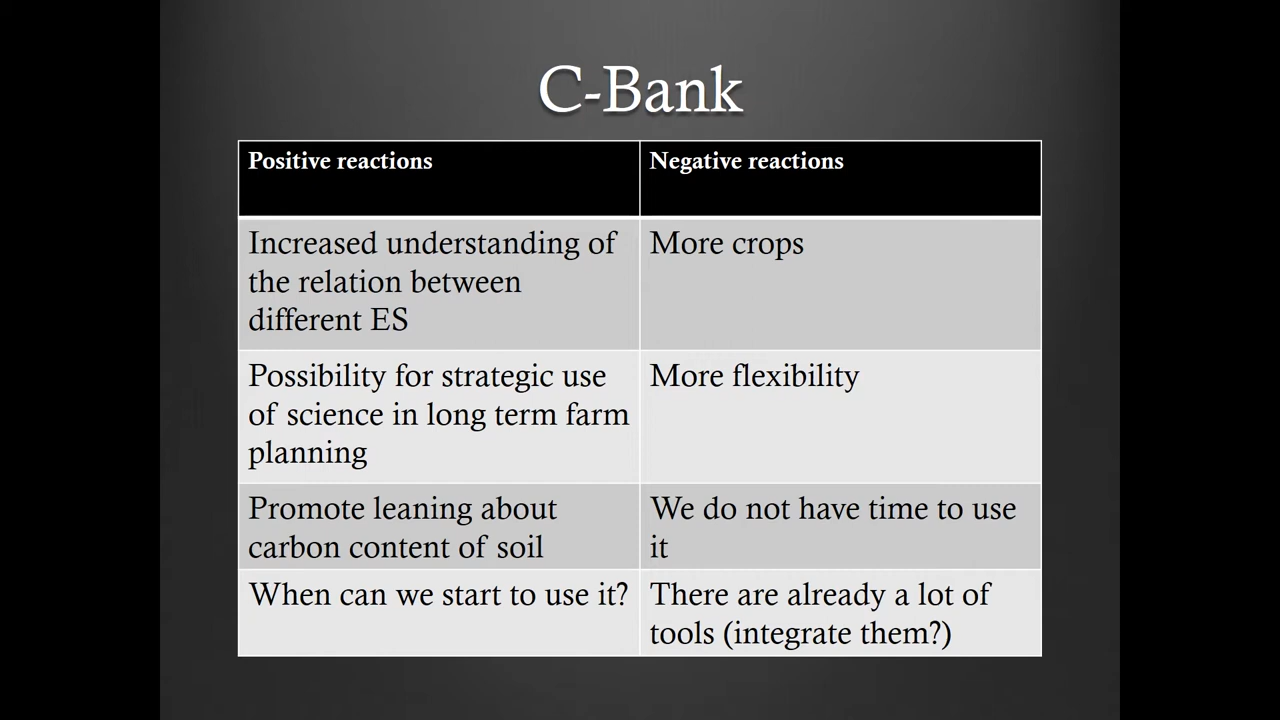 C-Bank
Positive reactions
Negative reactions
Increased understanding of
the relation between
different ES
More crops
Possibility for strategic use
of science in long term farm
planning
More flexibility
Promote leaning about
carbon content of soil
We do not have time to use
it
When can we start to use it?
There are already a lot of
tools (integrate them?)